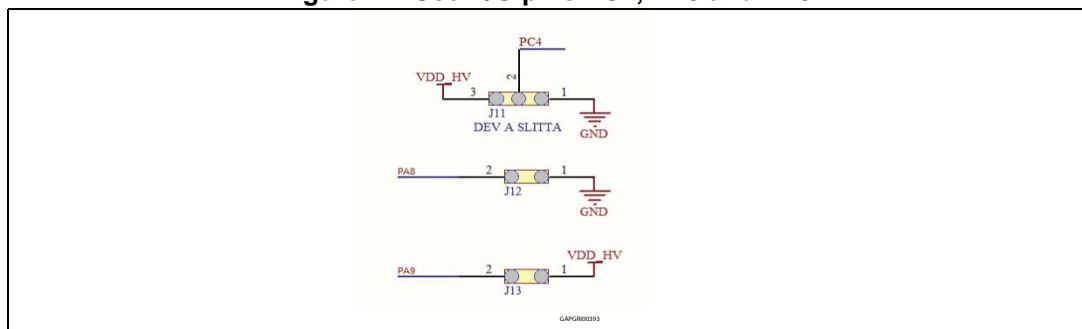 PC4
2
VDD_HV
3
1
J11
DEV A SLITTA
GND
PA8
2
1
J12
GND
VDD_HV
PA9
2
1
J13
GAPGRI00393